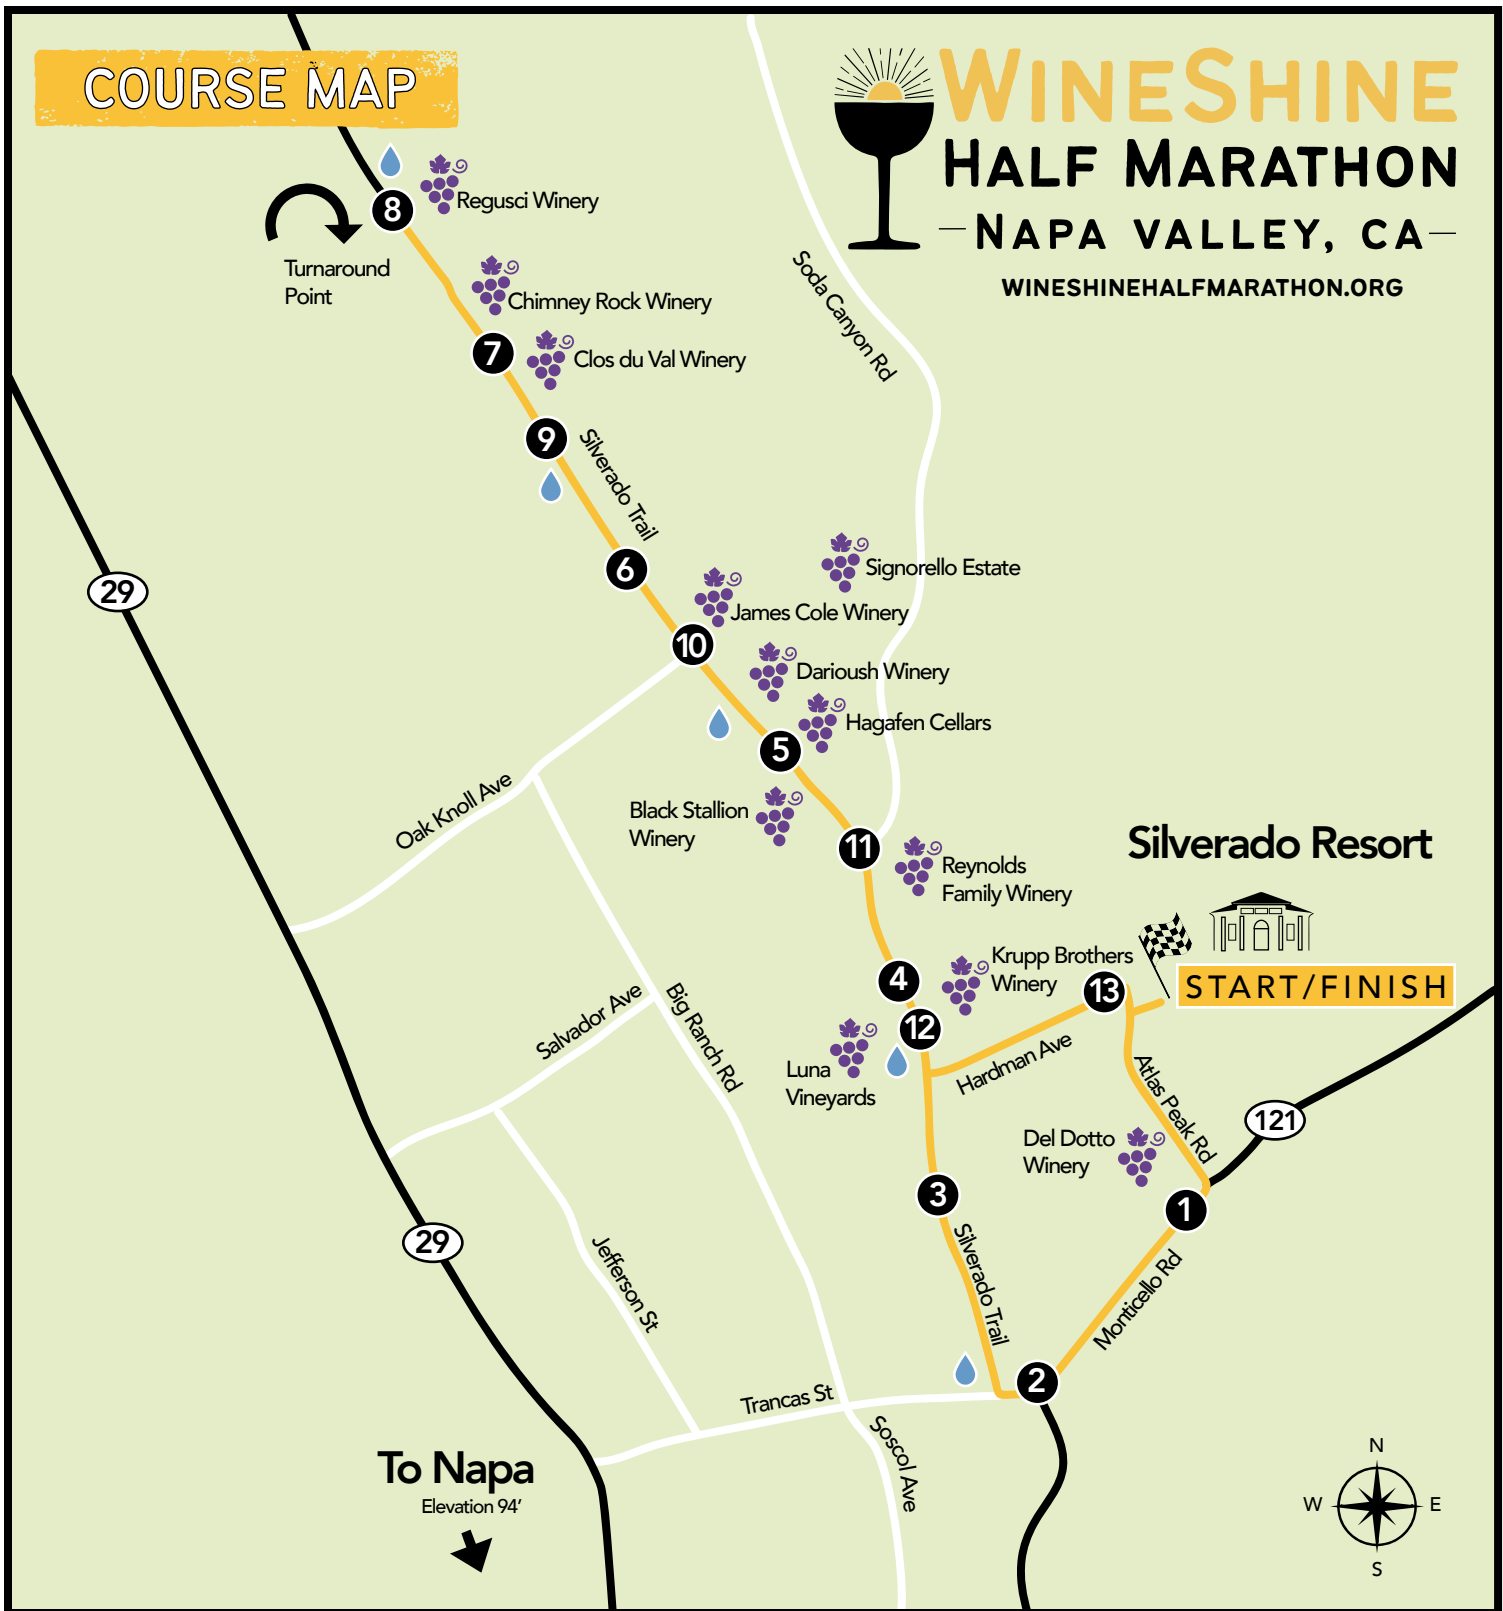 COURSE MAP
WINESHINE
HALF MARATHON
NAPA VALLEY, CA
WINESHINEHALFMARATHON.ORG
8
Regusci Winery
Turnaround
Point
Soda Canyon Rd
Chimney Rock Winery
7
Clos du Val Winery
9
Silverado Trail
6
29
Signorello Estate
James Cole Winery
10
Darioush Winery
Hagafen Cellars
5
Oak Knoll Ave
Black Stallion
Winery
11
Reynolds
Family Winery
Silverado Resort
START/FINISH
Krupp Brothers
Winery
4
13
12
Salvador Ave
Big Ranch Rd
Luna
Vineyards
Hardman Ave
Atlas Peak Rd
121
Del Dotto
Winery
3
1
29
Jefferson St
Silverado Trail
Monticello Rd
2
Trancas St
Soscol Ave
To Napa
Elevation 94'
N
W
E
S